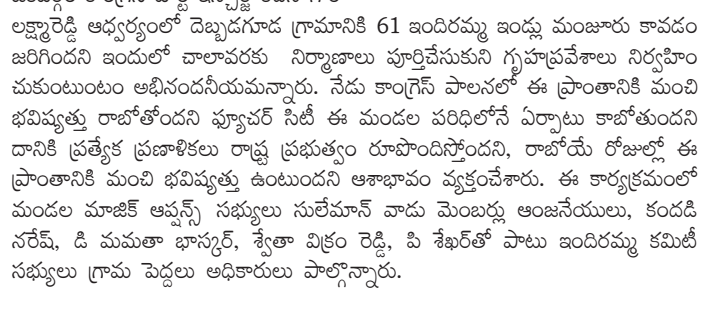 లక్ష్మారెడ్డి ఆధ్వర్యంలో దెబ్బడగూడ గ్రామానికి 61 ఇందిరమ్మ ఇండ్లు మంజూరు కావడం
జరిగిందని ఇందులో చాలావరకు నిర్మాణాలు పూర్తిచేసుకుని గృహప్రవేశాలు నిర్వహిం
చుకుంటుంటం అభినందనీయమన్నారు. నేడు కాంగ్రెస్ పాలనలో ఈ ప్రాంతానికి మంచి
భవిష్యత్తు రాబోతోందని ఫ్యూచర్ సిటీ ఈ మండల పరిధిలోనే ఏర్పాటు కాబోతుందని
దానికి ప్రత్యేక ప్రణాళికలు రాష్ట్ర ప్రభుత్వం రూపొందిస్తోందని, రాబోయే రోజుల్లో ఈ
ప్రాంతానికి మంచి భవిష్యత్తు ఉంటుందని ఆశాభావం వ్యక్తంచేశారు. ఈ కార్యక్రమంలో
మండల మాజిక్ ఆప్షన్స్ సభ్యులు సులేమాన్ వాడు మెంబర్లు ఆంజనేయులు, కందడి
నరేష్, డి మమతా భాస్కర్, శ్వేతా విక్రం రెడ్డి, పి శేఖర్‌తో పాటు ఇందిరమ్మ కమిటీ
సభ్యులు గ్రామ పెద్దలు అధికారులు పాల్గొన్నారు.